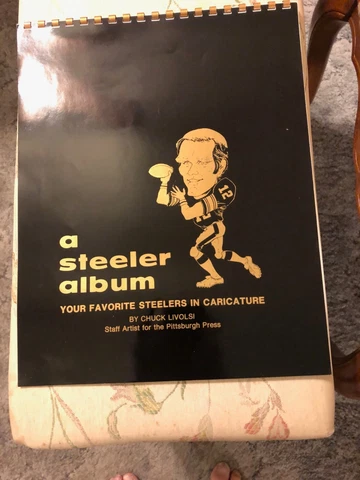 12
a
steeler
album
YOUR FAVORITE STEELERS IN CARICATURE
BY CHUCK LIVOLSI
Staff Artist for the Pittsburgh Press